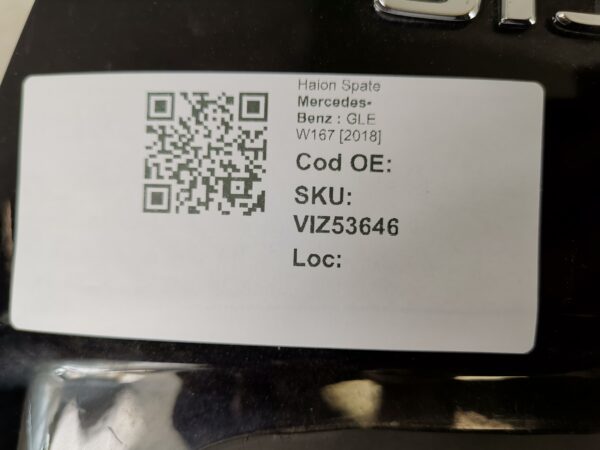 Haion Spate
Mercedes-
Benz : GLE
W167 [2018]
Cod OE:
SKU:
VIZ53646
Loc: